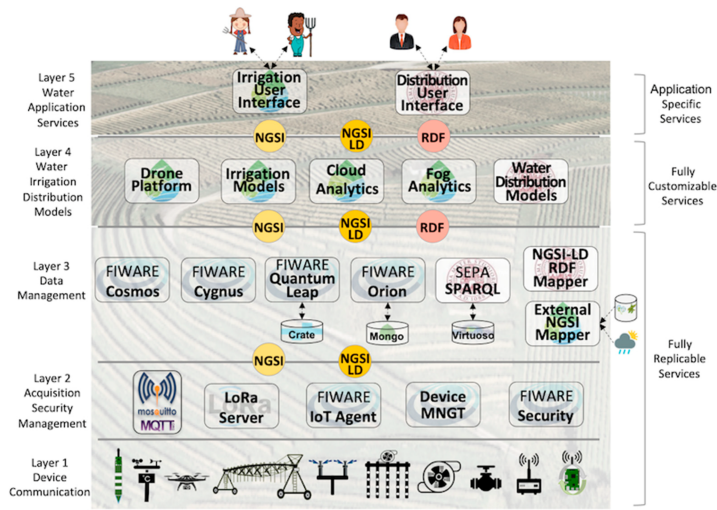 Layer 5
Water
Application
Services
Irrigation
User
Interface
Distribution
User
Interface
Application
Specific
Services
NGSI
NGSI
LD
RDF
Layer 4
Water
Irrigation
Distribution
Models
Drone
Platform
Irrigation
Models
Cloud
Analytics
Fog
Analytics
Water
Distribution
Models
Fully
Customizable
Services
NGSI
NGSI
LD
RDF
Layer 3
Data
Management
FIWARE
Cosmos
FIWARE
Cygnus
FIWARE
Quantum
Leap
FIWARE
Orion
SEPA
SPARQL
NGSI-LD
RDF
Mapper
External
NGSI
Mapper
Crate
Mongo
Virtuoso
Fully
Replicable
Services
NGSI
NGSI
LD
Layer 2
Acquisition
Security
Management
mosquitto
MQTT
LoRa
LoRa
Server
FIWARE
IoT Agent
Device
MNGT
FIWARE
Security
Layer 1
Device
Communication
°C